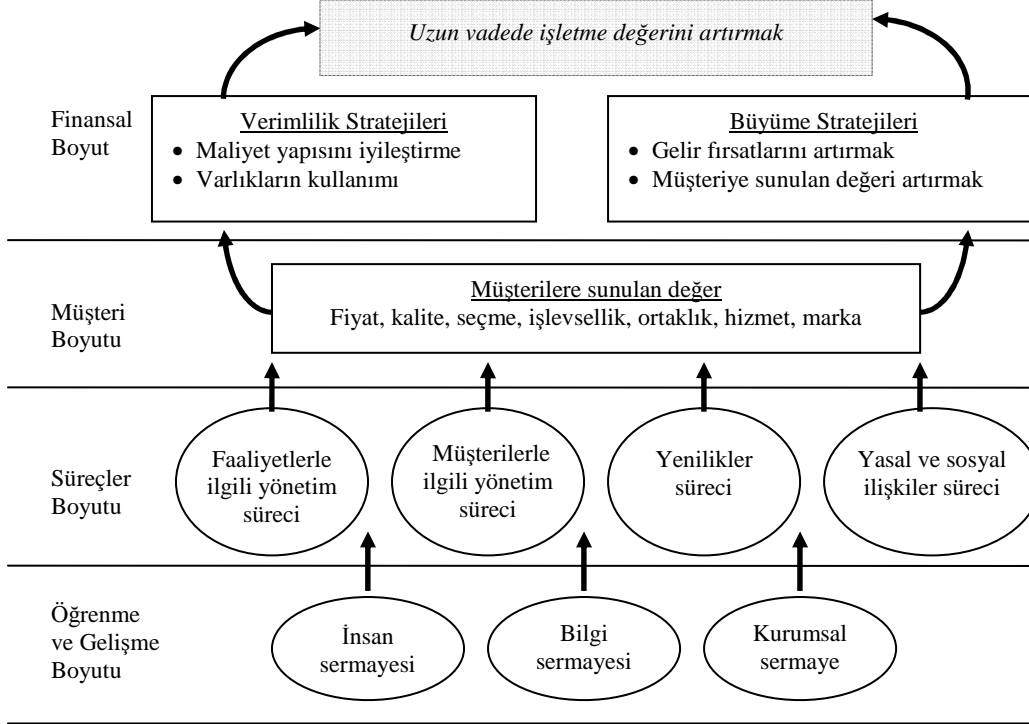 Uzun vadede işletme değerini artırmak
Finansal
Boyut
Verimlilik Stratejileri
• Maliyet yapısını iyileştirme
• Varlıkların kullanımı
Büyüme Stratejileri
• Gelir fırsatlarını artırmak
• Müşteriye sunulan değeri artırmak
Müşteri
Boyutu
Müşterilere sunulan değer
Fiyat, kalite, seçme, işlevsellik, ortaklık, hizmet, marka
Süreçler
Boyutu
Faaliyetlerle
ilgili yönetim
süreci
Müşterilerle
ilgili yönetim
süreci
Yenilikler
süreci
Yasal ve sosyal
ilişkiler süreci
Öğrenme
ve Gelişme
Boyutu
İnsan
sermayesi
Bilgi
sermayesi
Kurumsal
sermaye